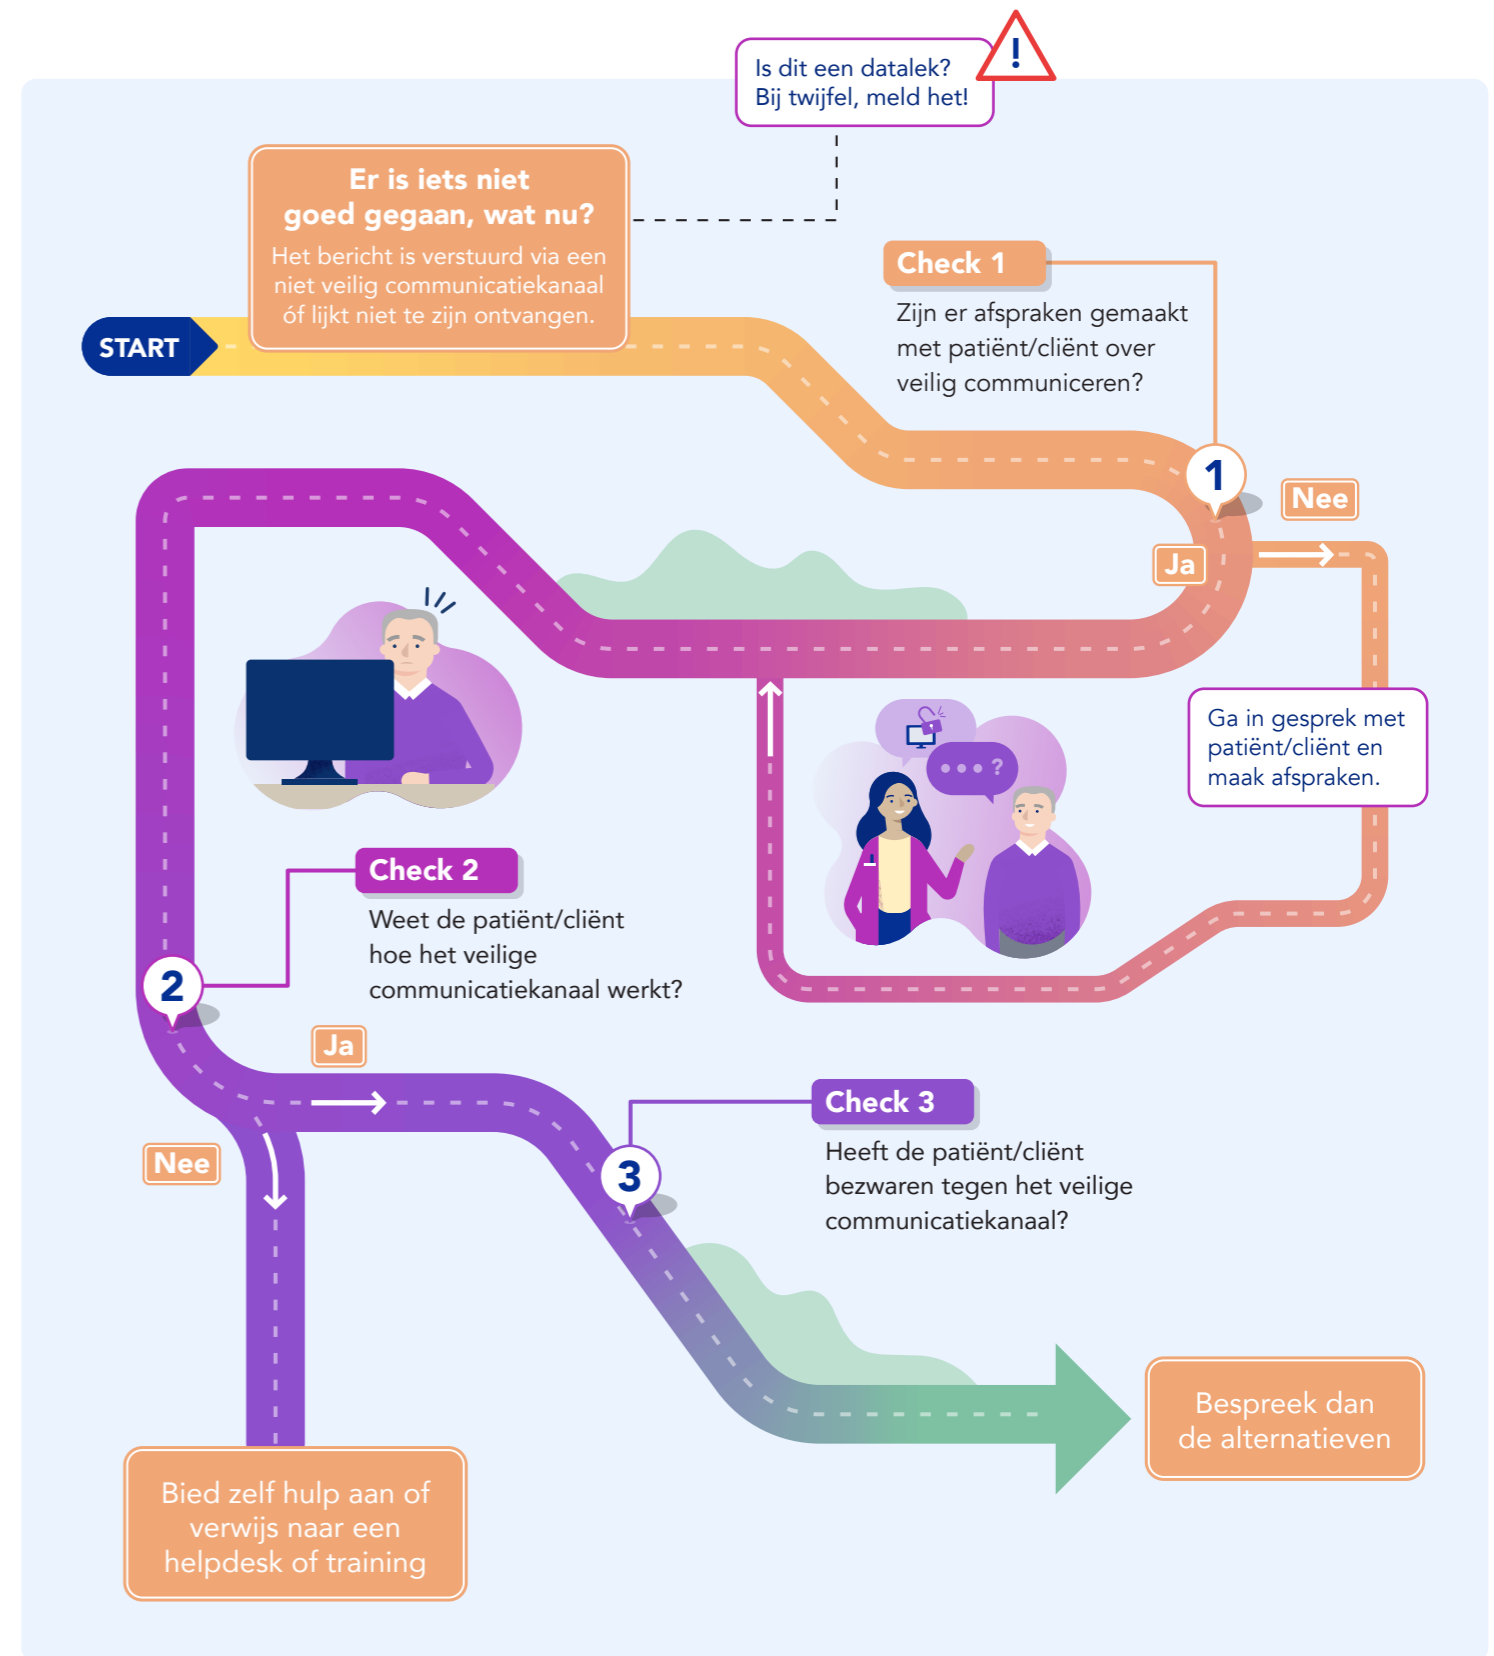 Is dit een datalek?
Bij twijfel, meld het!
!
Er is iets niet
goed gegaan, wat nu?
Het bericht is verstuurd via een
niet veilig communicatiekanaal
óf lijkt niet te zijn ontvangen.
START
Check 1
Zijn er afspraken gemaakt
met patiënt/cliënt over
veilig communiceren?
1
Nee
Ja
Ga in gesprek met
patiënt/cliënt en
maak afspraken.
?
Check 2
Weet de patiënt/cliënt
hoe het veilige
communicatiekanaal werkt?
2
Ja
Nee
Check 3
Heeft de patiënt/cliënt
bezwaren tegen het veilige
communicatiekanaal?
3
Bespreek dan
de alternatieven
Bied zelf hulp aan of
verwijs naar een
helpdesk of training